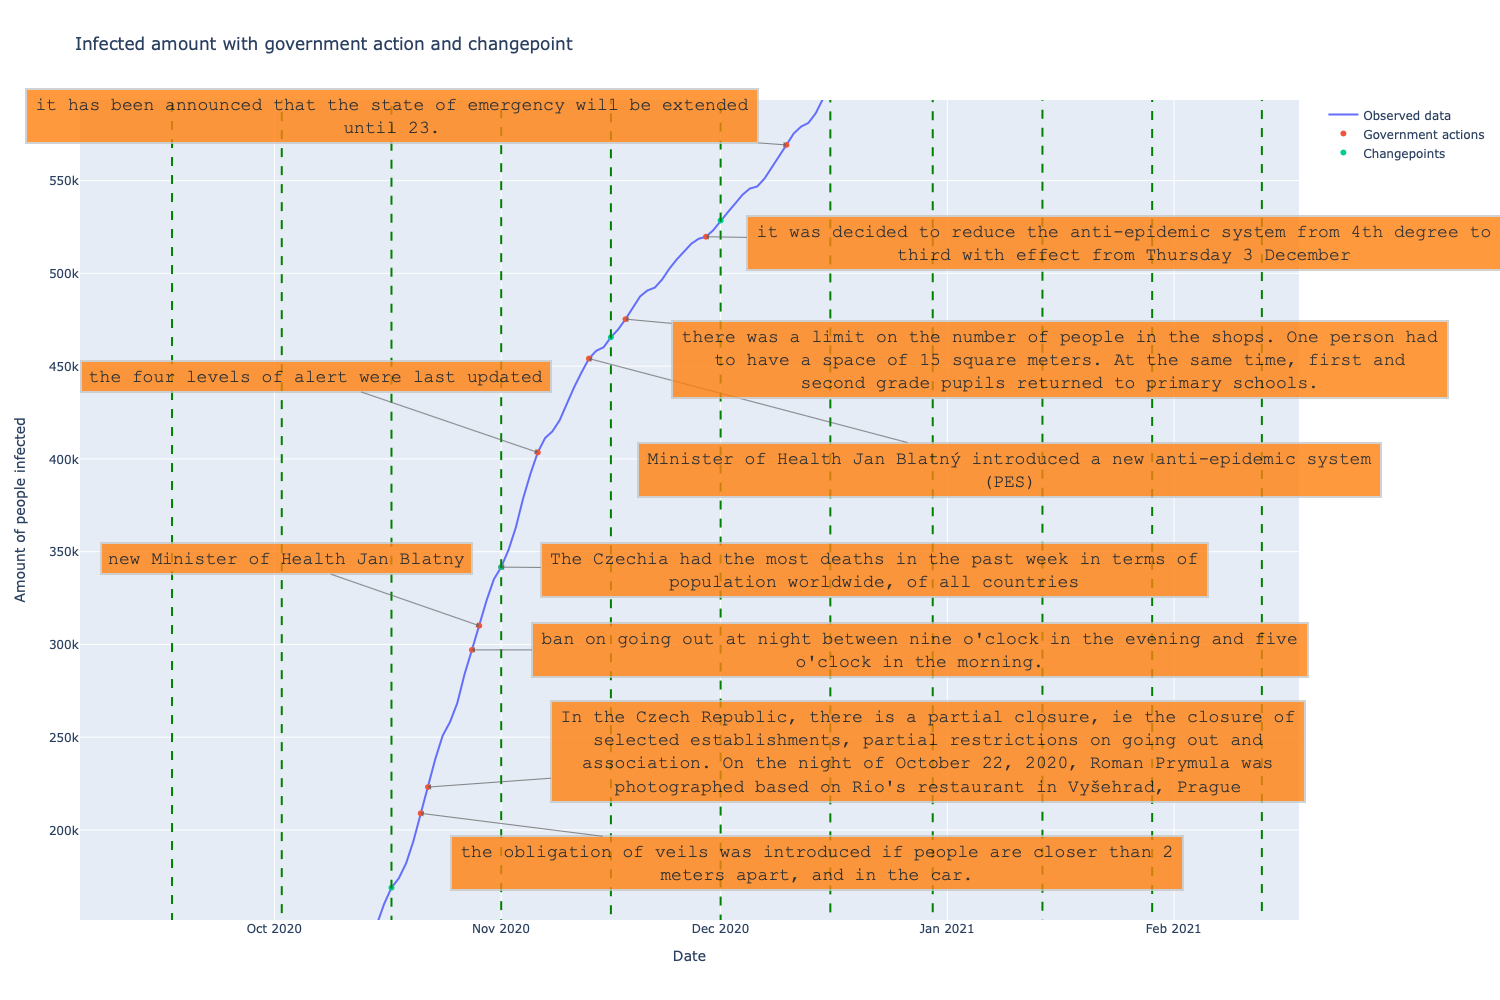 Infected amount with government action and changepoint
it has been announced that the state of emergency will be extended
until 23.
Observed data
Government actions
Changepoints
550k
500k
450k
400k
350k
300k
250k
200k
Amount of people infected
it was decided to reduce the anti-epidemic system from 4th degree to
third with effect from Thursday 3 December
there was a limit on the number of people in the shops. One person had
to have a space of 15 square meters. At the same time, first and
second grade pupils returned to primary schools.
the four levels of alert were last updated
Minister of Health Jan Blatný introduced a new anti-epidemic system
(PES)
new Minister of Health Jan Blatny
The Czechia had the most deaths in the past week in terms of
population worldwide, of all countries
ban on going out at night between nine o'clock in the evening and five
o'clock in the morning.
In the Czech Republic, there is a partial closure, ie the closure of
selected establishments, partial restrictions on going out and
association. On the night of October 22, 2020, Roman Prymula was
photographed based on Rio's restaurant in Vyšehrad, Prague
the obligation of veils was introduced if people are closer than 2
meters apart, and in the car.
Oct 2020
Nov 2020
Dec 2020
Jan 2021
Feb 2021
Date